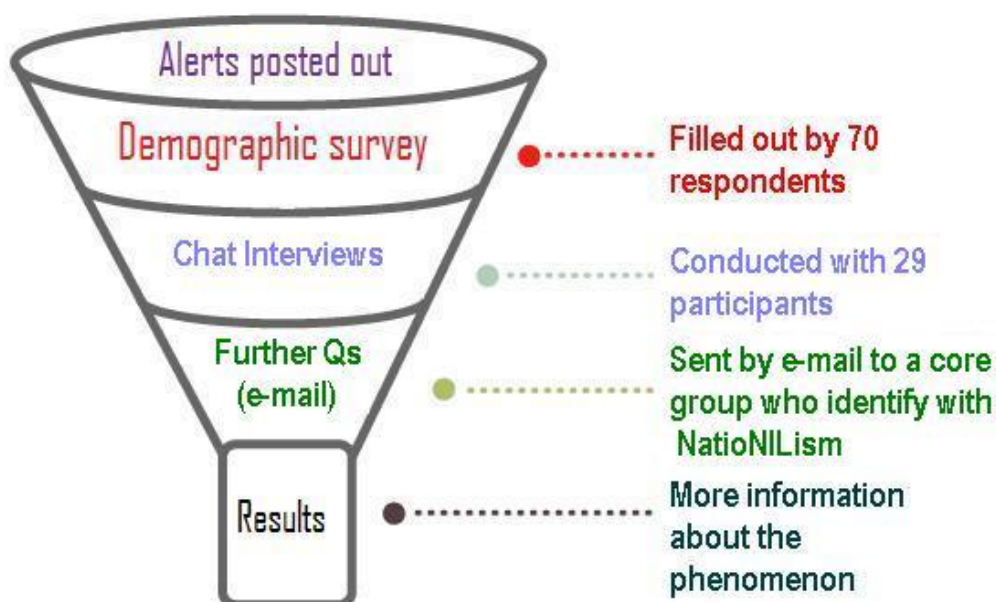 Alerts posted out
Demographic survey
Filled out by 70
respondents
Chat Interviews
Conducted with 29
participants
Further Qs
(e-mail)
Sent by e-mail to a core
group who identify with
NatioNILism
Results
More information
about the
phenomenon